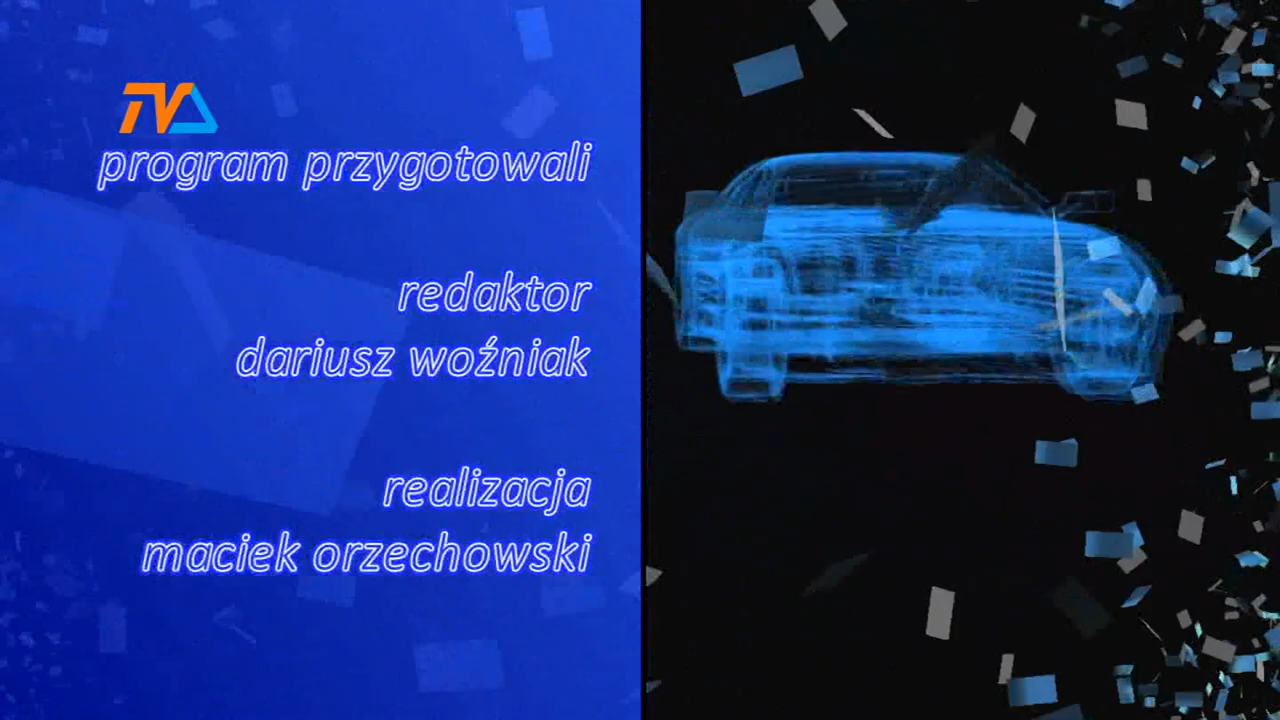 TVA
program przygotowali
redaktor
dariusz woźniak
realizacja
maciek orzechowski